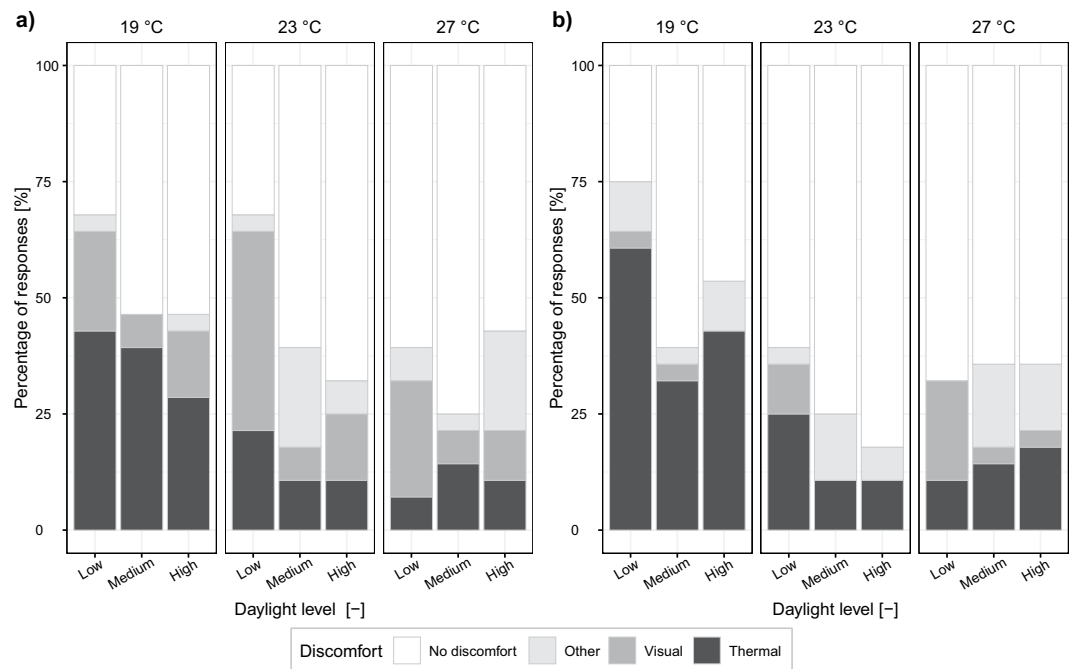 a)
19 °C 23 °C 27 °C
Percentage of responses [%]
100
75
50
25
0
Low Medium High Low Medium High Low Medium High
Daylight level [−]
b)
19 °C 23 °C 27 °C
Percentage of responses [%]
100
75
50
25
0
Low Medium High Low Medium High Low Medium High
Daylight level [−]
Discomfort No discomfort Other Visual Thermal